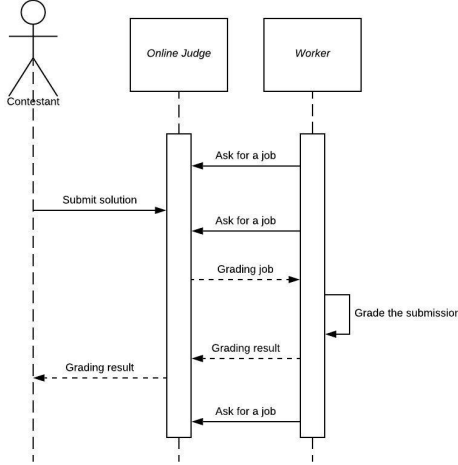 Online Judge
Worker
Contestant
Ask for a job
Submit solution
Ask for a job
Grading job
Grade the submission
Grading result
Grading result
Ask for a job